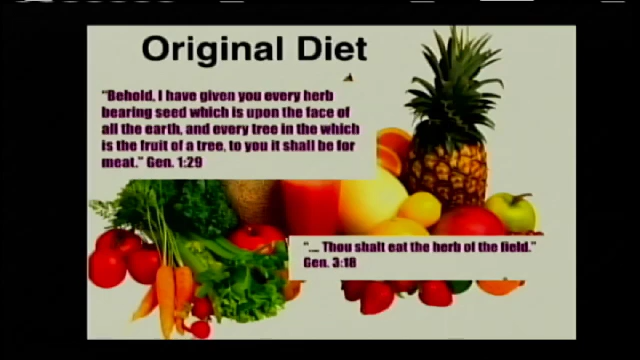 Original Diet
"Behold, I have given you every herb
bearing seed which is upon the face of
all the earth, and every tree in the which
is the fruit of a tree, to you it shall be for
meat." Gen. 1:29
"... Thou shalt eat the herb of the field."
Gen. 3:18